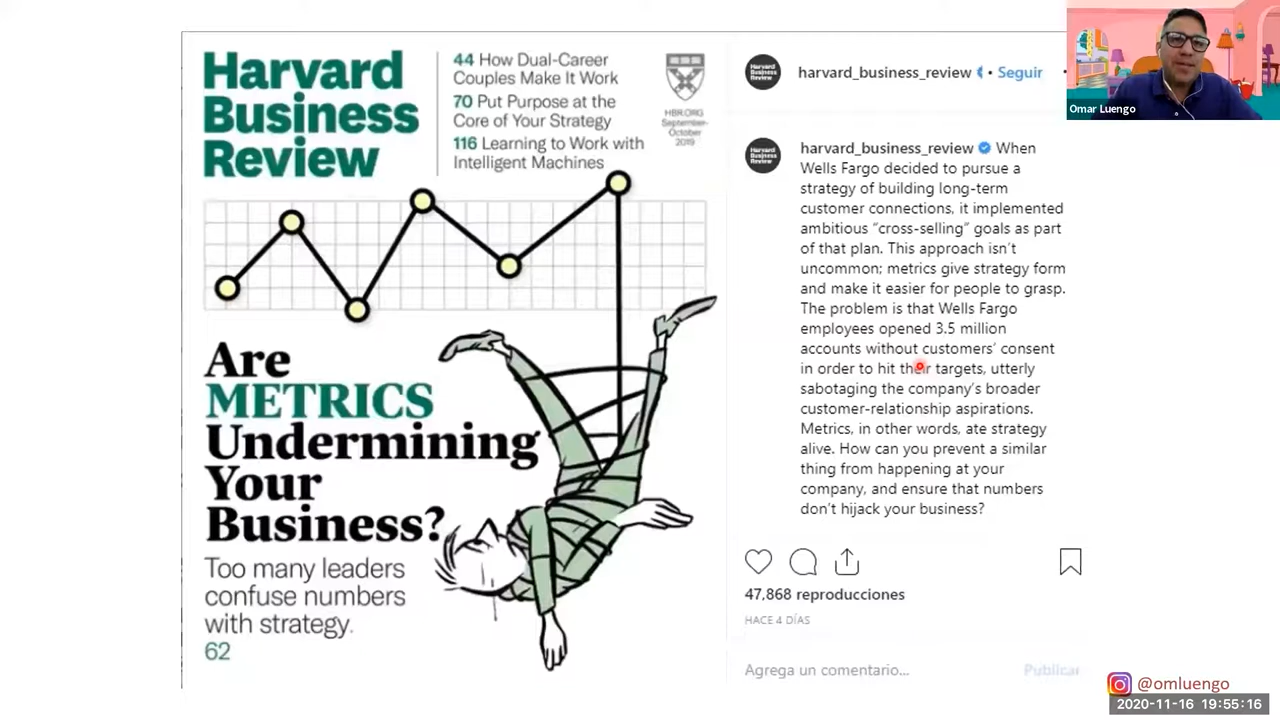 Harvard
Business
Review
44 How Dual-Career
Couples Make It Work
70 Put Purpose at the
Core of Your Strategy
116 Learning to Work with
Intelligent Machines
HBR.ORG
September-
October
2019
Are
METRICS
Undermining
Your
Business?
Too many leaders
confuse numbers
with strategy.
62
Harvard
Business
Review
harvard_business_review • Seguir
Harvard
Business
Review
harvard_business_review When
Wells Fargo decided to pursue a
strategy of building long-term
customer connections, it implemented
ambitious “cross-selling” goals as part
of that plan. This approach isn’t
uncommon; metrics give strategy form
and make it easier for people to grasp.
The problem is that Wells Fargo
employees opened 3.5 million
accounts without customers’ consent
in order to hit their targets, utterly
sabotaging the company’s broader
customer-relationship aspirations.
Metrics, in other words, ate strategy
alive. How can you prevent a similar
thing from happening at your
company, and ensure that numbers
don’t hijack your business?
47,868 reproducciones
HACE 4 DÍAS
Agrega un comentario... Publicar
Omar Luengo
@omluengo
2020-11-16 19:55:16